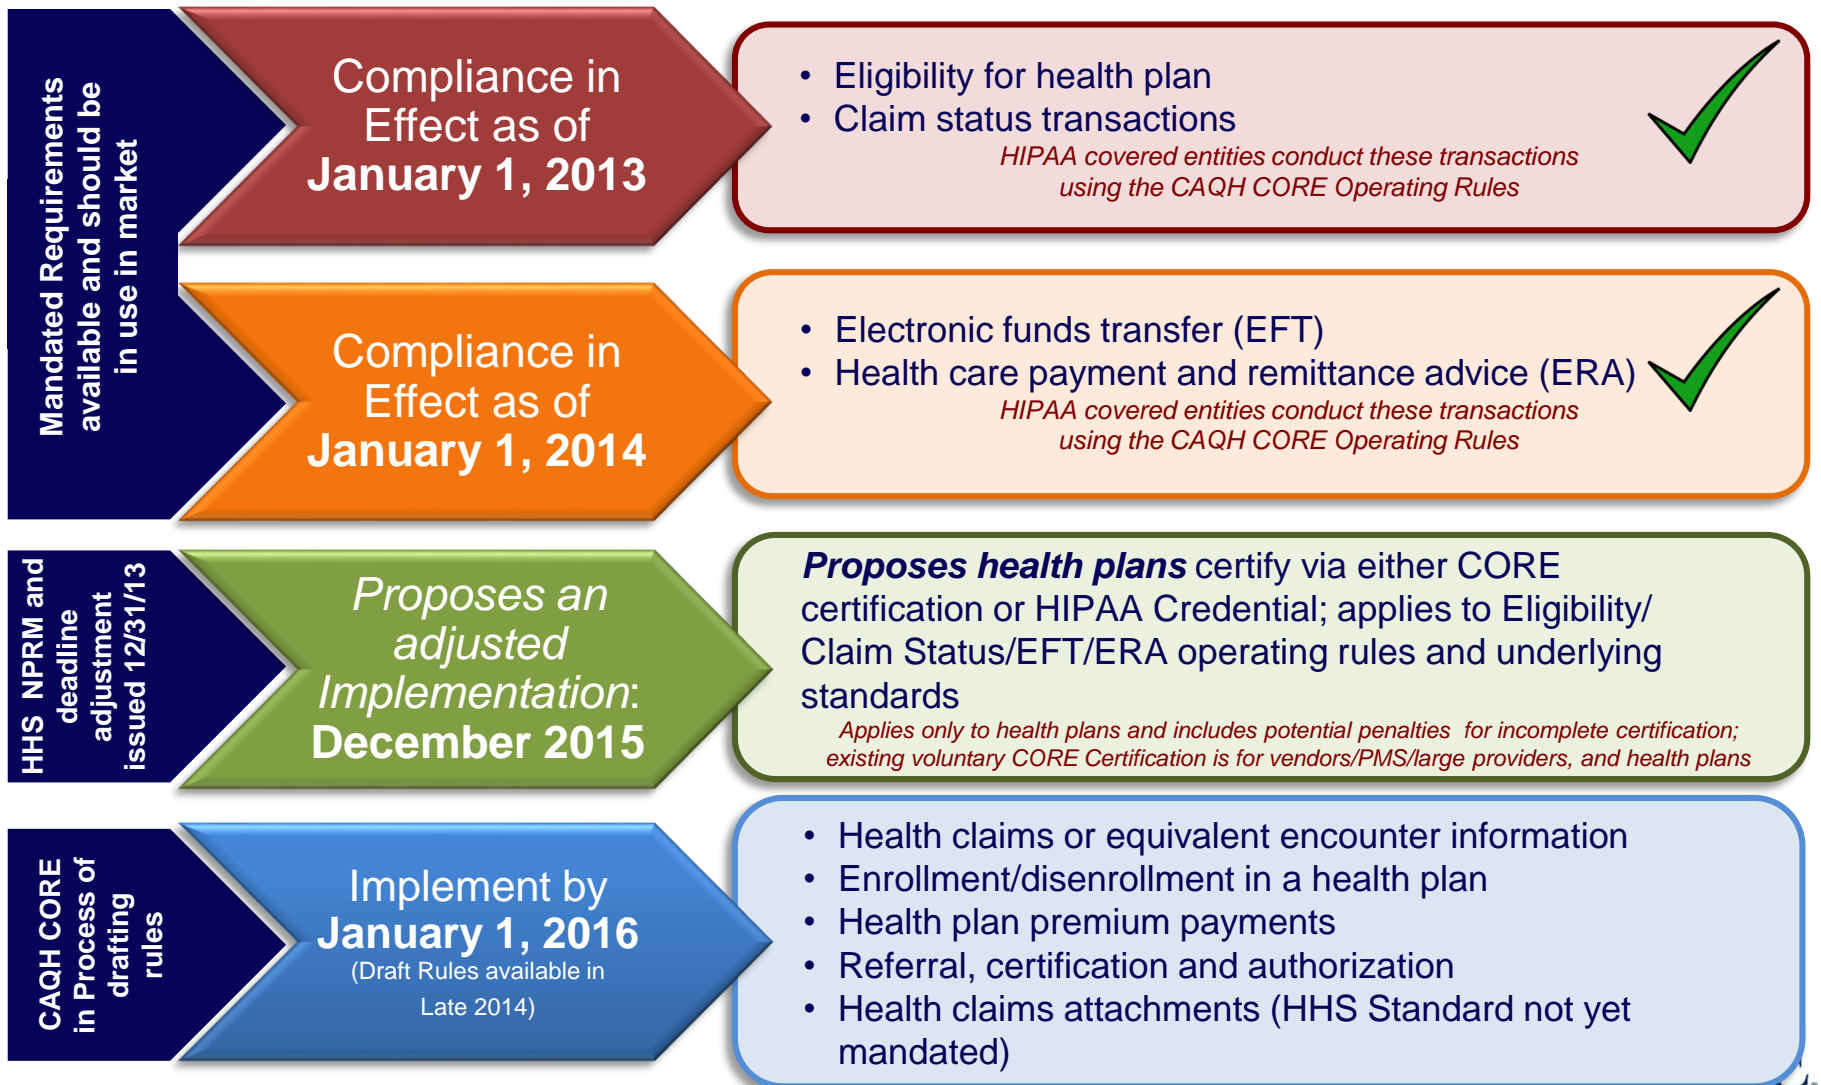 Mandated Requirements
available and should be
in use in market
Compliance in
Effect as of
January 1, 2013
• Eligibility for health plan
• Claim status transactions
HIPAA covered entities conduct these transactions
using the CAQH CORE Operating Rules
Compliance in
Effect as of
January 1, 2014
• Electronic funds transfer (EFT)
• Health care payment and remittance advice (ERA)
HIPAA covered entities conduct these transactions
using the CAQH CORE Operating Rules
HHS NPRM and
deadline
adjustment
issued 12/31/13
Proposes an
adjusted
Implementation:
December 2015
Proposes health plans certify via either CORE
certification or HIPAA Credential; applies to Eligibility/
Claim Status/EFT/ERA operating rules and underlying
standards
Applies only to health plans and includes potential penalties for incomplete certification;
existing voluntary CORE Certification is for vendors/PMS/large providers, and health plans
CAQH CORE
in Process of
drafting
rules
Implement by
January 1, 2016
(Draft Rules available in
Late 2014)
• Health claims or equivalent encounter information
• Enrollment/disenrollment in a health plan
• Health plan premium payments
• Referral, certification and authorization
• Health claims attachments (HHS Standard not yet
mandated)